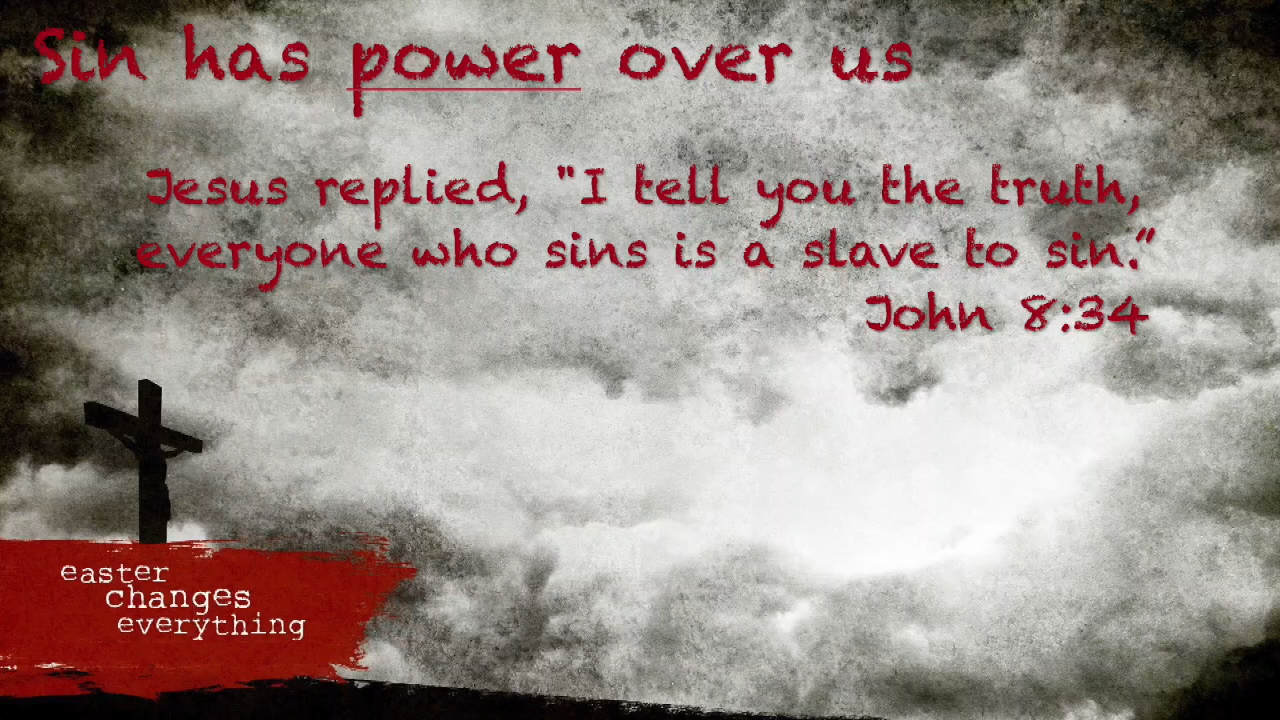 Sin has power over us
Jesus replied, "I tell you the truth,
everyone who sins is a slave to sin.”
John 8:34
easter
changes
everything